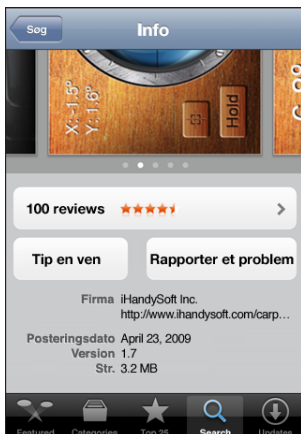 Søg
Info
X: -1.5°
Y: 1.6°
Hold
100 reviews
Tip en ven
Rapporter et problem
Firma iHandySoft Inc.
http://www.ihandysoft.com/carp...
Posteringsdato April 23, 2009
Version 1.7
Str. 3.2 MB
Featured Categories Top 25 Search Updates